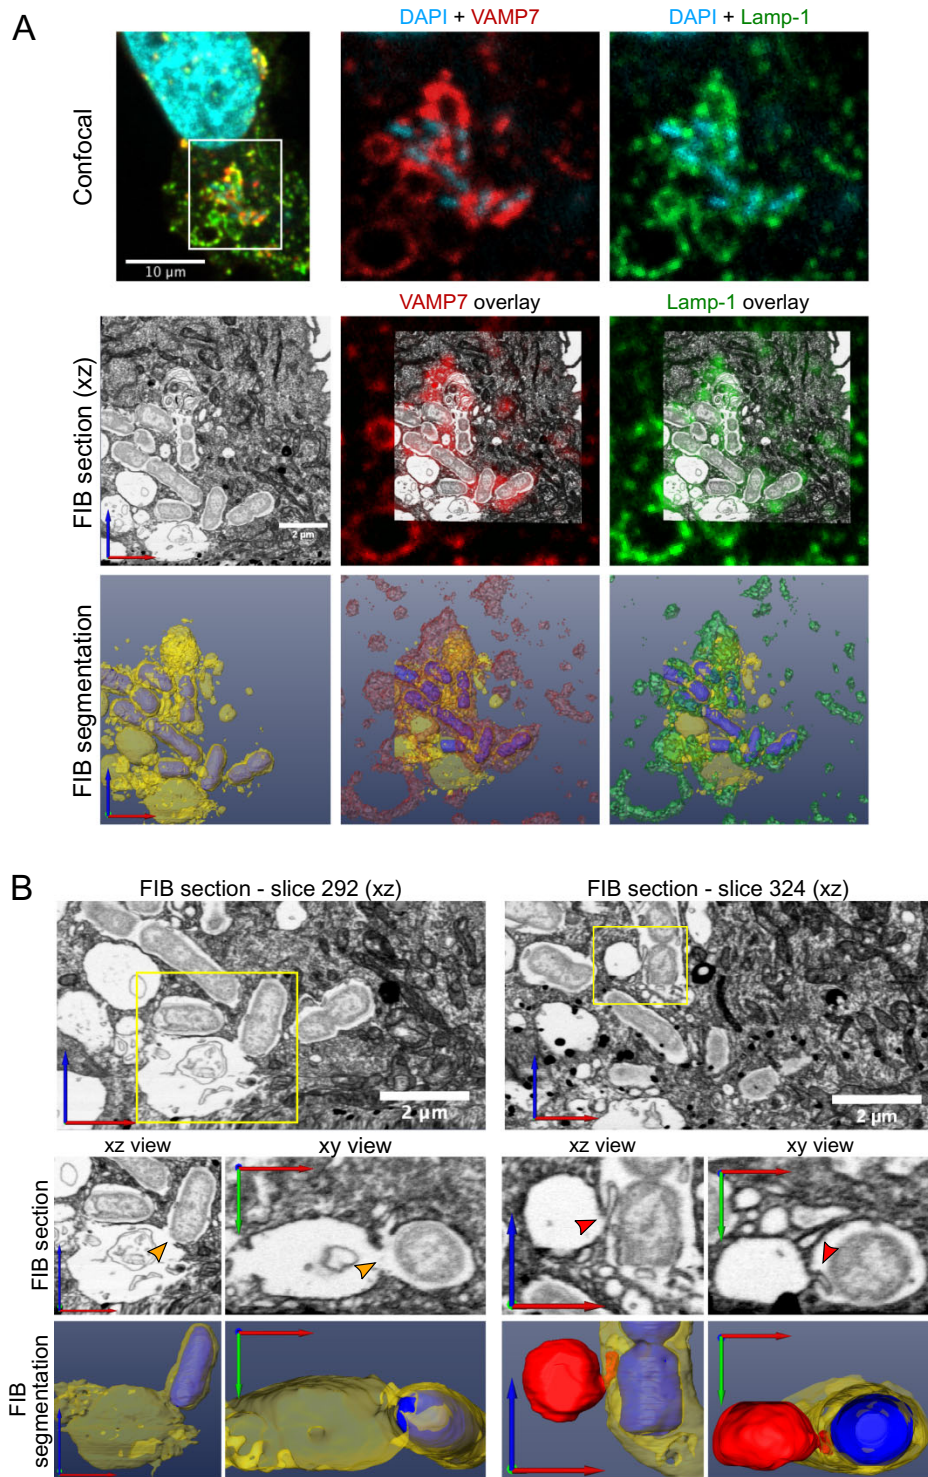 A
DAPI + VAMP7
DAPI + Lamp-1
Confocal
10 µm
VAMP7 overlay
Lamp-1 overlay
FIB section (xz)
2 µm
FIB segmentation
B
FIB section - slice 292 (xz)
FIB section - slice 324 (xz)
2 µm
2 µm
xz view
xy view
xz view
xy view
FIB section
FIB
segmentation